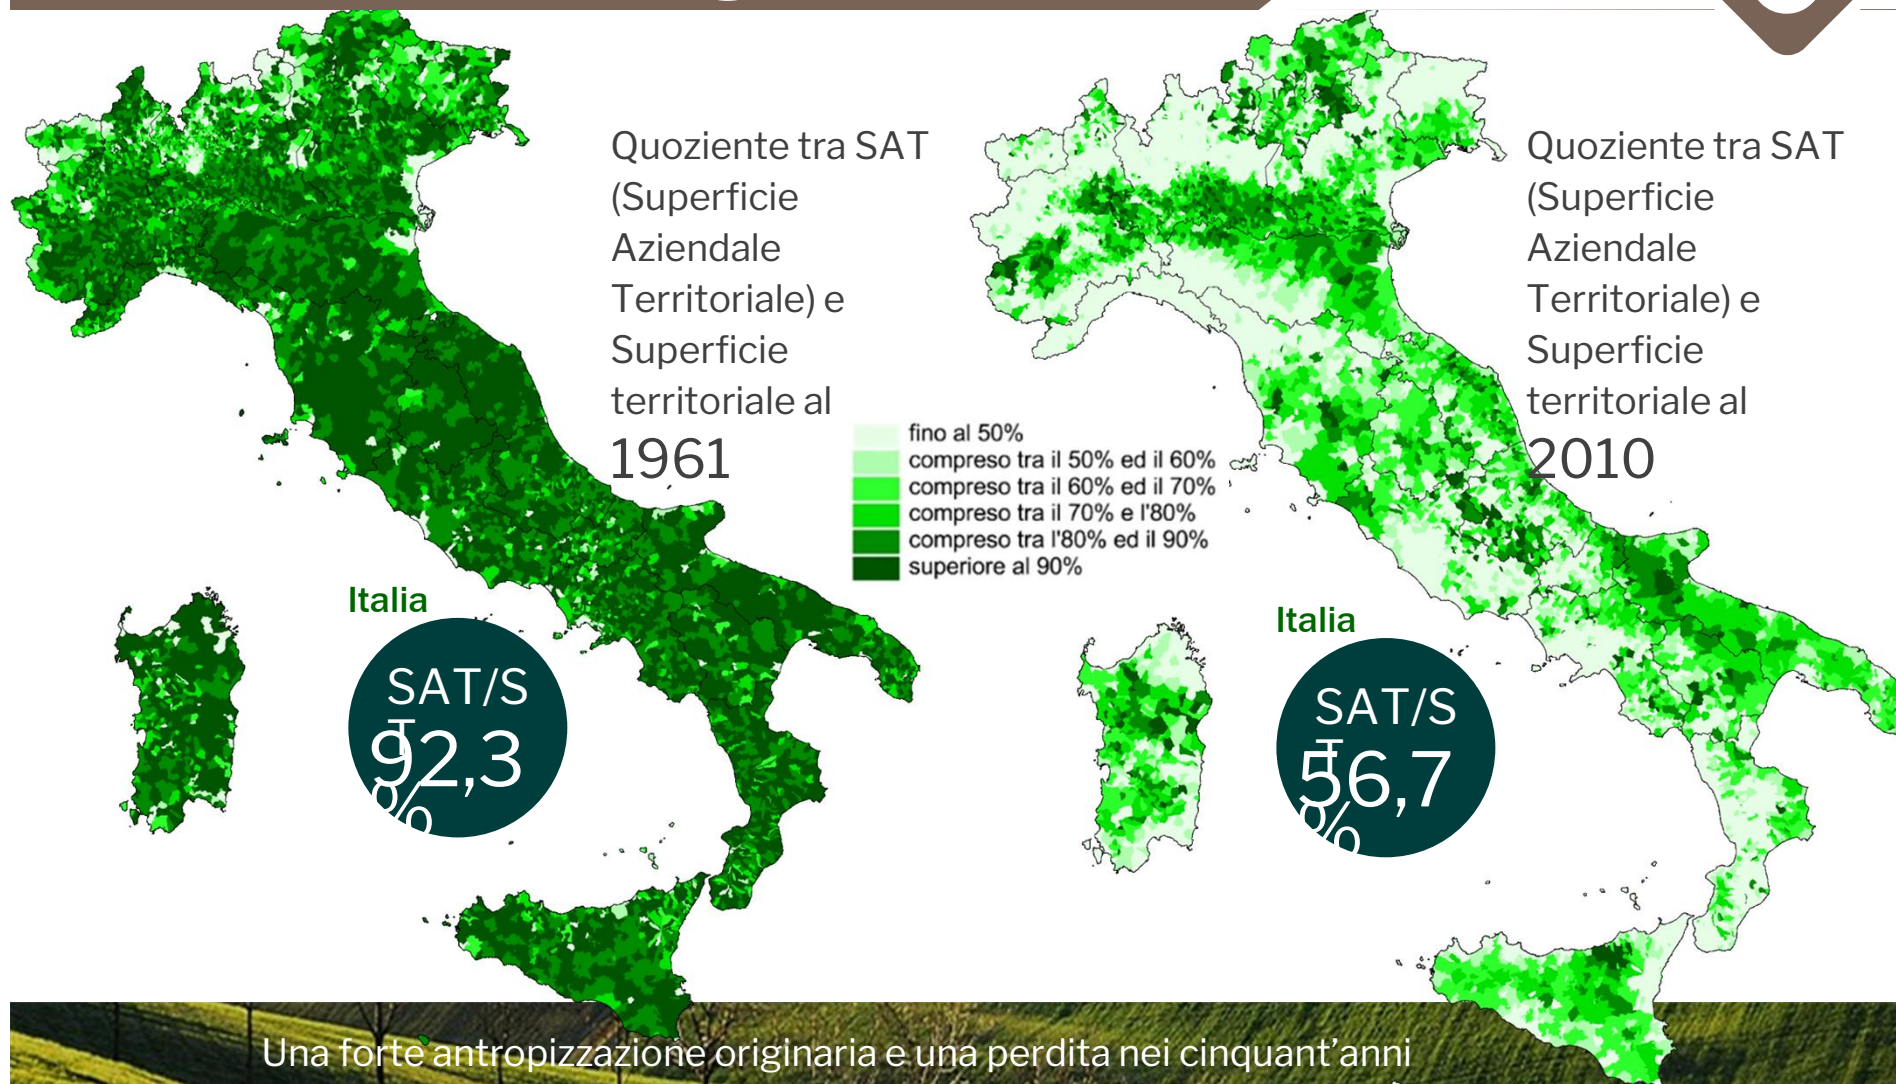 Quoziente tra SAT
(Superficie
Aziendale
Territoriale) e
Superficie
territoriale al
1961
fino al 50%
compreso tra il 50% ed il 60%
compreso tra il 60% ed il 70%
compreso tra il 70% e l'80%
compreso tra l'80% ed il 90%
superiore al 90%
Quoziente tra SAT
(Superficie
Aziendale
Territoriale) e
Superficie
territoriale al
2010
Italia
SAT/S
T
92,3
%
Italia
SAT/S
T
56,7
%
Una forte antropizzazione originaria e una perdita nei cinquant’anni